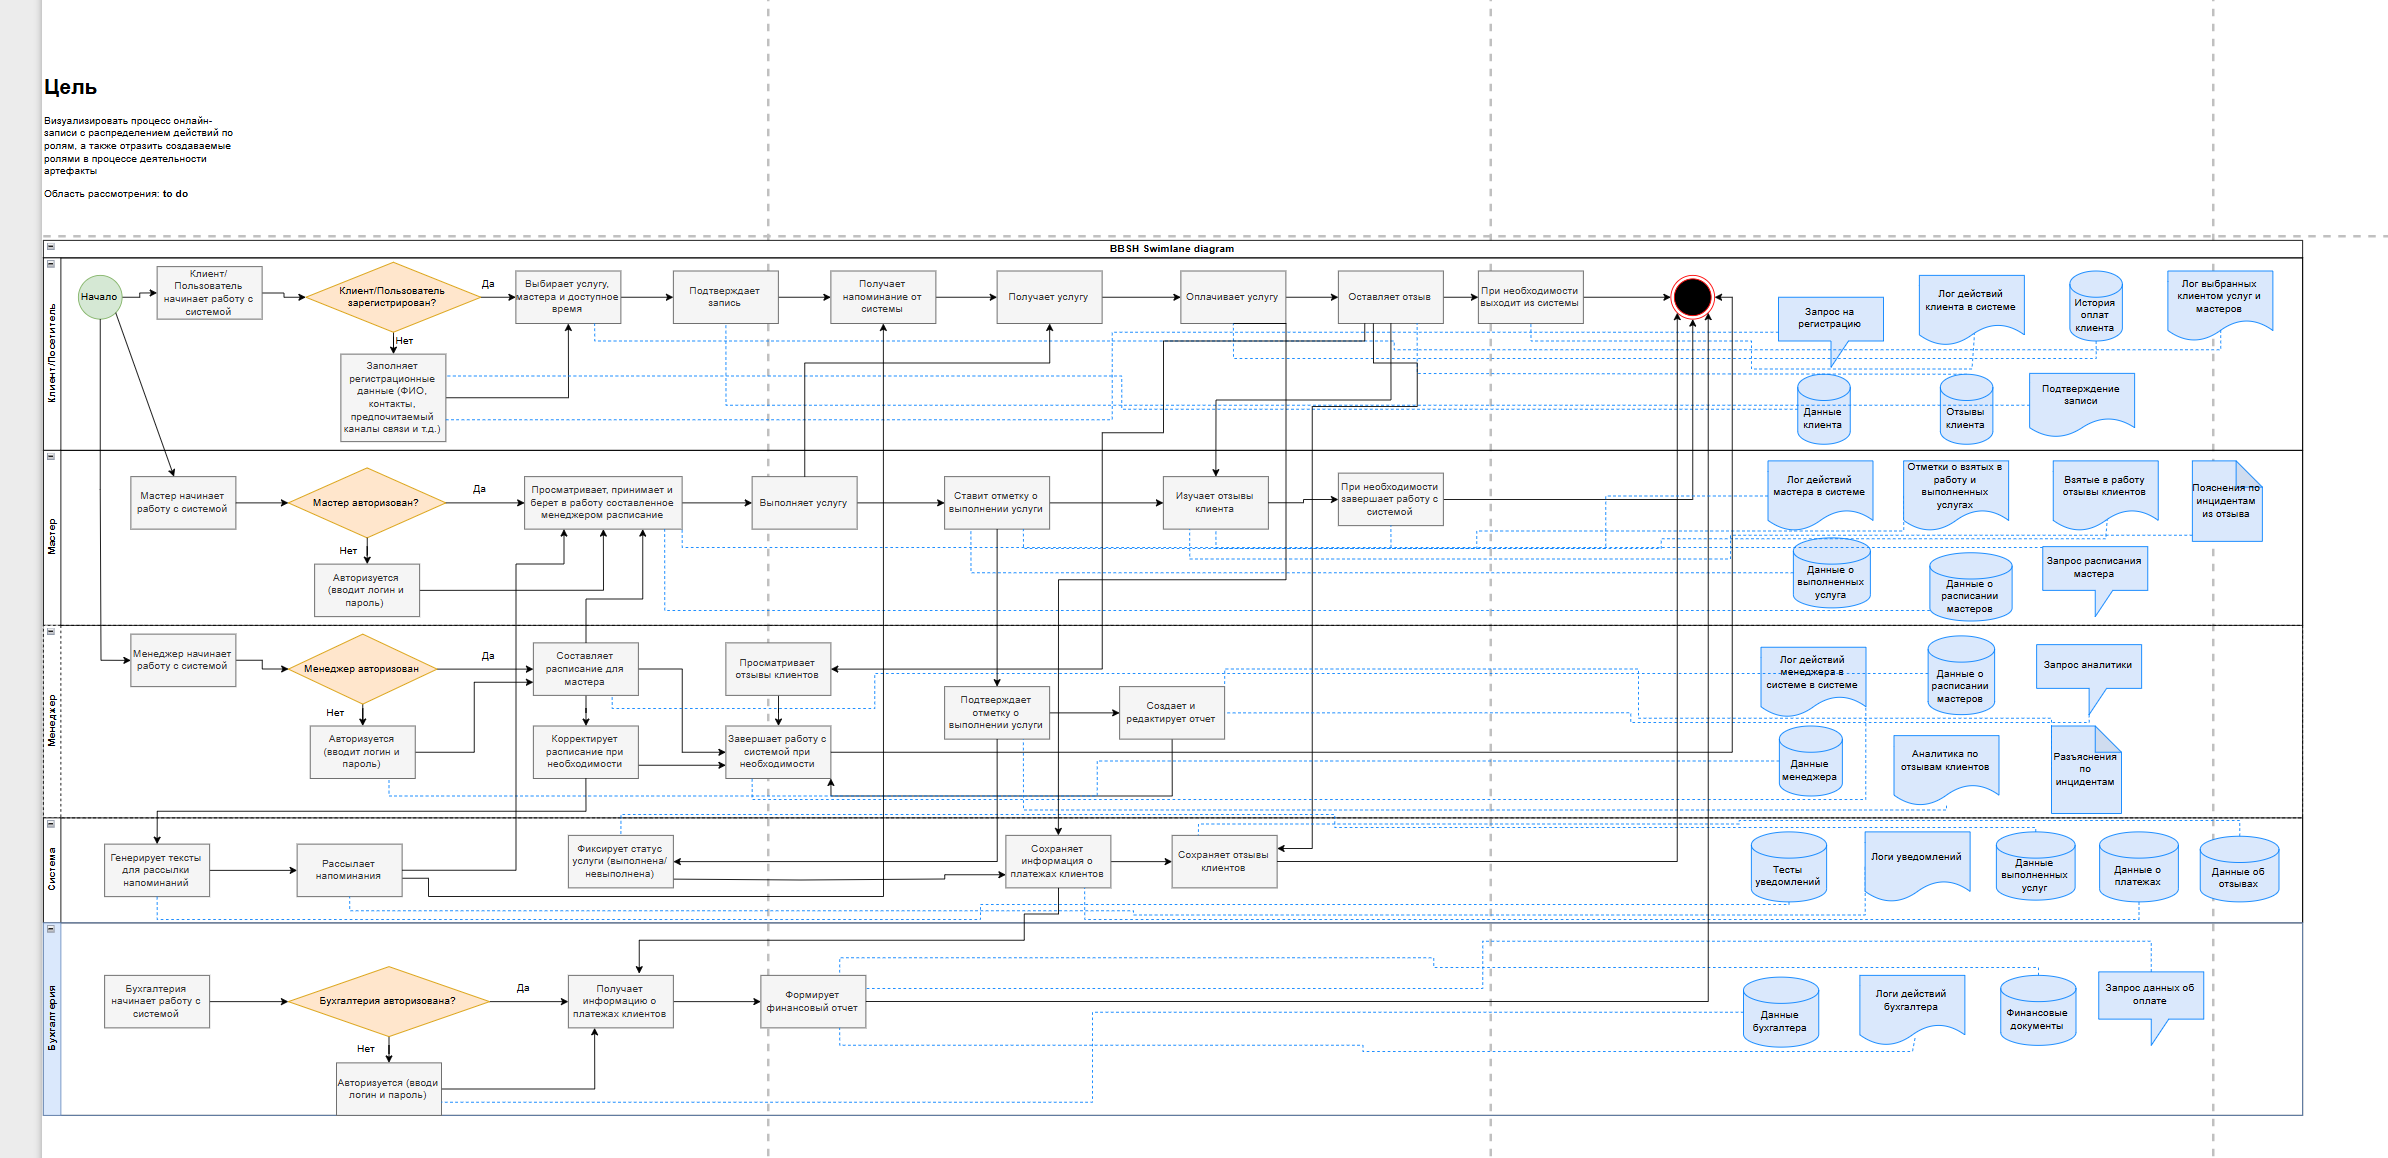 Цель
Визуализировать процесс онлайн-
записи с распределением действий по
ролям, а также отразить создаваемые
ролями в процессе деятельности
артефакты
Область рассмотрения: to do
BBSH Swimlane diagram
Клиент/Посетитель
Начало
Клиент/
Пользователь
начинает работу с
системой
Клиент/Пользователь
зарегистрирован?
Да
Нет
Заполняет
регистрационные
данные (ФИО,
контакты,
предпочитаемый
каналы связи и т.д.)
Выбирает услугу,
мастера и доступное
время
Подтверждает
запись
Получает
напоминание от
системы
Получает услугу
Оплачивает услугу
Оставляет отзыв
При необходимости
выходит из системы
Запрос на
регистрацию
Лог действий
клиента в системе
История
оплат
клиента
Лог выбранных
клиентом услуг и
мастеров
Данные
клиента
Отзывы
клиента
Подтверждение
записи
Мастер
Мастер начинает
работу с системой
Мастер авторизован?
Да
Нет
Авторизуется
(вводит логин и
пароль)
Просматривает, принимает и
берет в работу составленное
менеджером расписание
Выполняет услугу
Ставит отметку о
выполнении услуги
Изучает отзывы
клиента
При необходимости
завершает работу с
системой
Лог действий
мастера в системе
Отметки о взятых в
работу и
выполненных
услугах
Взятые в работу
отзывы клиентов
Пояснения по
инцидентам
из отзыва
Данные о
выполненных
услуга
Данные о
расписании
мастеров
Запрос расписания
мастера
Менеджер
Менеджер начинает
работу с системой
Менеджер авторизован
Да
Нет
Авторизуется
(вводит логин и
пароль)
Составляет
расписание для
мастера
Корректирует
расписание при
необходимости
Просматривает
отзывы клиентов
Завершает работу с
системой при
необходимости
Подтверждает
отметку о
выполнении услуги
Создает и
редактирует отчет
Лог действий
менеджера в
системе в системе
Данные о
расписании
мастеров
Запрос аналитики
Данные
менеджера
Аналитика по
отзывам клиентов
Разъяснения
по
инцидентам
Система
Генерирует тексты
для рассылки
напоминаний
Рассылает
напоминания
Фиксирует статус
услуги (выполнена/
невыполнена)
Сохраняет
информация о
платежах клиентов
Сохраняет отзывы
клиентов
Тесты
уведомлений
Логи уведомлений
Данные
выполненных
услуг
Данные о
платежах
Данные об
отзывах
Бухгалтерия
Бухгалтерия
начинает работу с
системой
Бухгалтерия авторизована?
Да
Нет
Авторизуется (вводи
логин и пароль)
Получает
информацию о
платежах клиентов
Формирует
финансовый отчет
Данные
бухгалтера
Логи действий
бухгалтера
Финансовые
документы
Запрос данных об
оплате